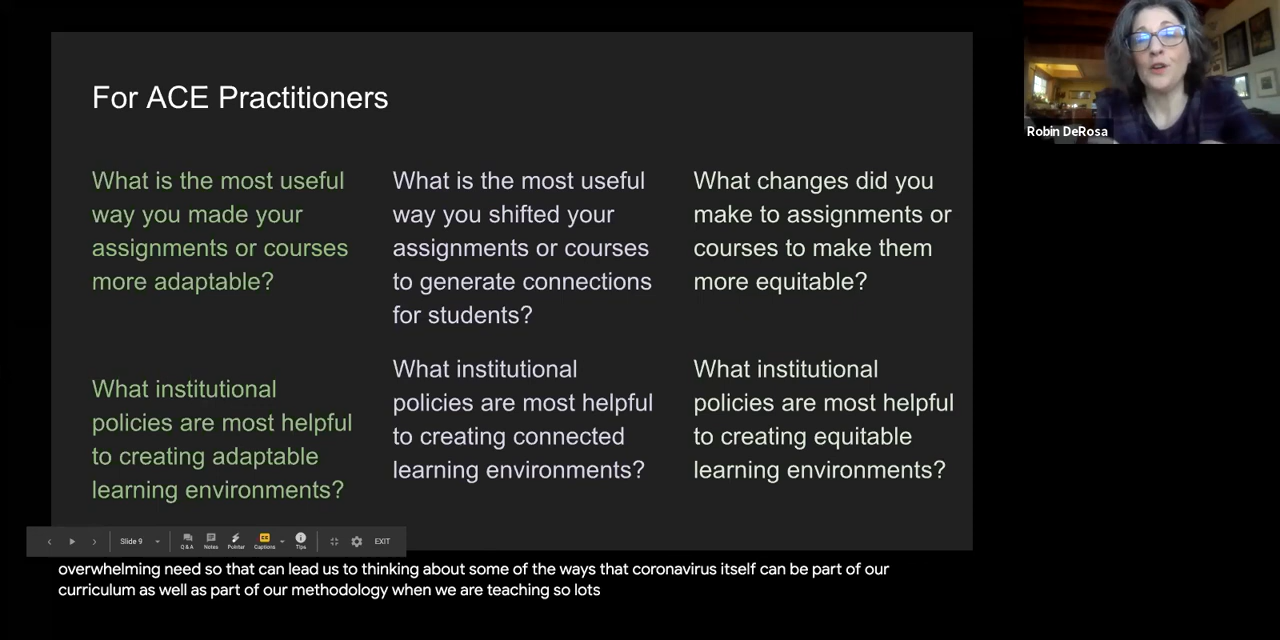 For ACE Practitioners
What is the most useful
way you made your
assignments or courses
more adaptable?
What is the most useful
way you shifted your
assignments or courses
to generate connections
for students?
What changes did you
make to assignments or
courses to make them
more equitable?
What institutional
policies are most helpful
to creating adaptable
learning environments?
What institutional
policies are most helpful
to creating connected
learning environments?
What institutional
policies are most helpful
to creating equitable
learning environments?
Robin DeRosa
Slide 9
Q&A
Notes
Pointer
Captions
Tips
EXIT
overwhelming need so that can lead us to thinking about some of the ways that coronavirus itself can be part of our
curriculum as well as part of our methodology when we are teaching so lots